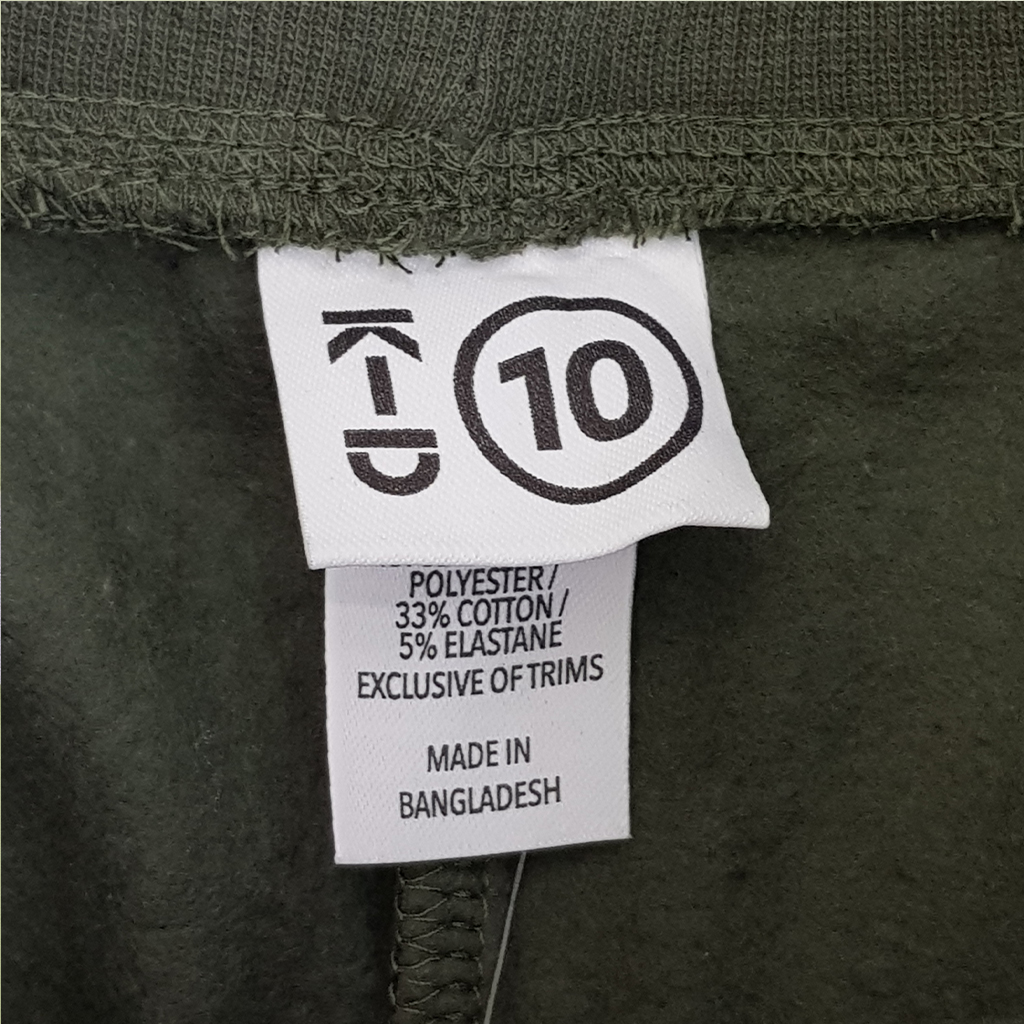 K-D
10
POLYESTER/
33% COTTON/
5% ELASTANE
EXCLUSIVE OF TRIMS
MADE IN
BANGLADESH